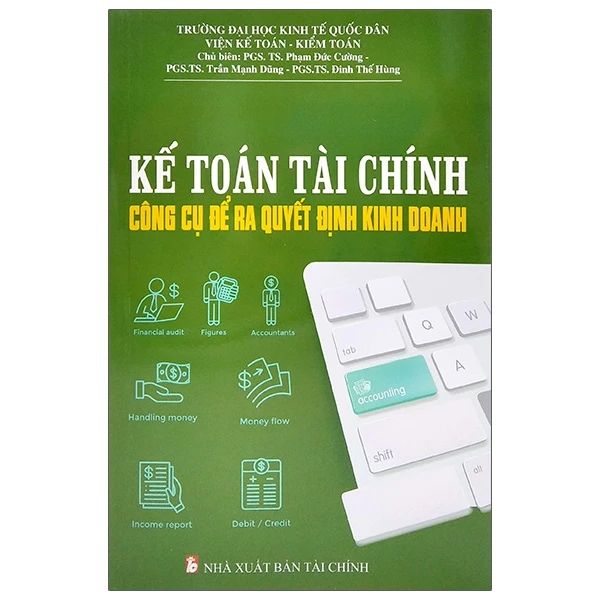 TRƯỜNG ĐẠI HỌC KINH TẾ QUỐC DÂN
VIỆN KẾ TOÁN - KIỂM TOÁN
Chủ biên: PGS. TS. Phạm Đức Cường -
PGS.TS. Trần Mạnh Dũng - PGS.TS. Đinh Thế Hùng
KẾ TOÁN TÀI CHÍNH
CÔNG CỤ ĐỂ RA QUYẾT ĐỊNH KINH DOANH
Financial audit
Figures
Accountants
Q
W
tab
A
accounting
Handling money
Money flow
shift
alt
Income report
Debit / Credit
NHÀ XUẤT BẢN TÀI CHÍNH